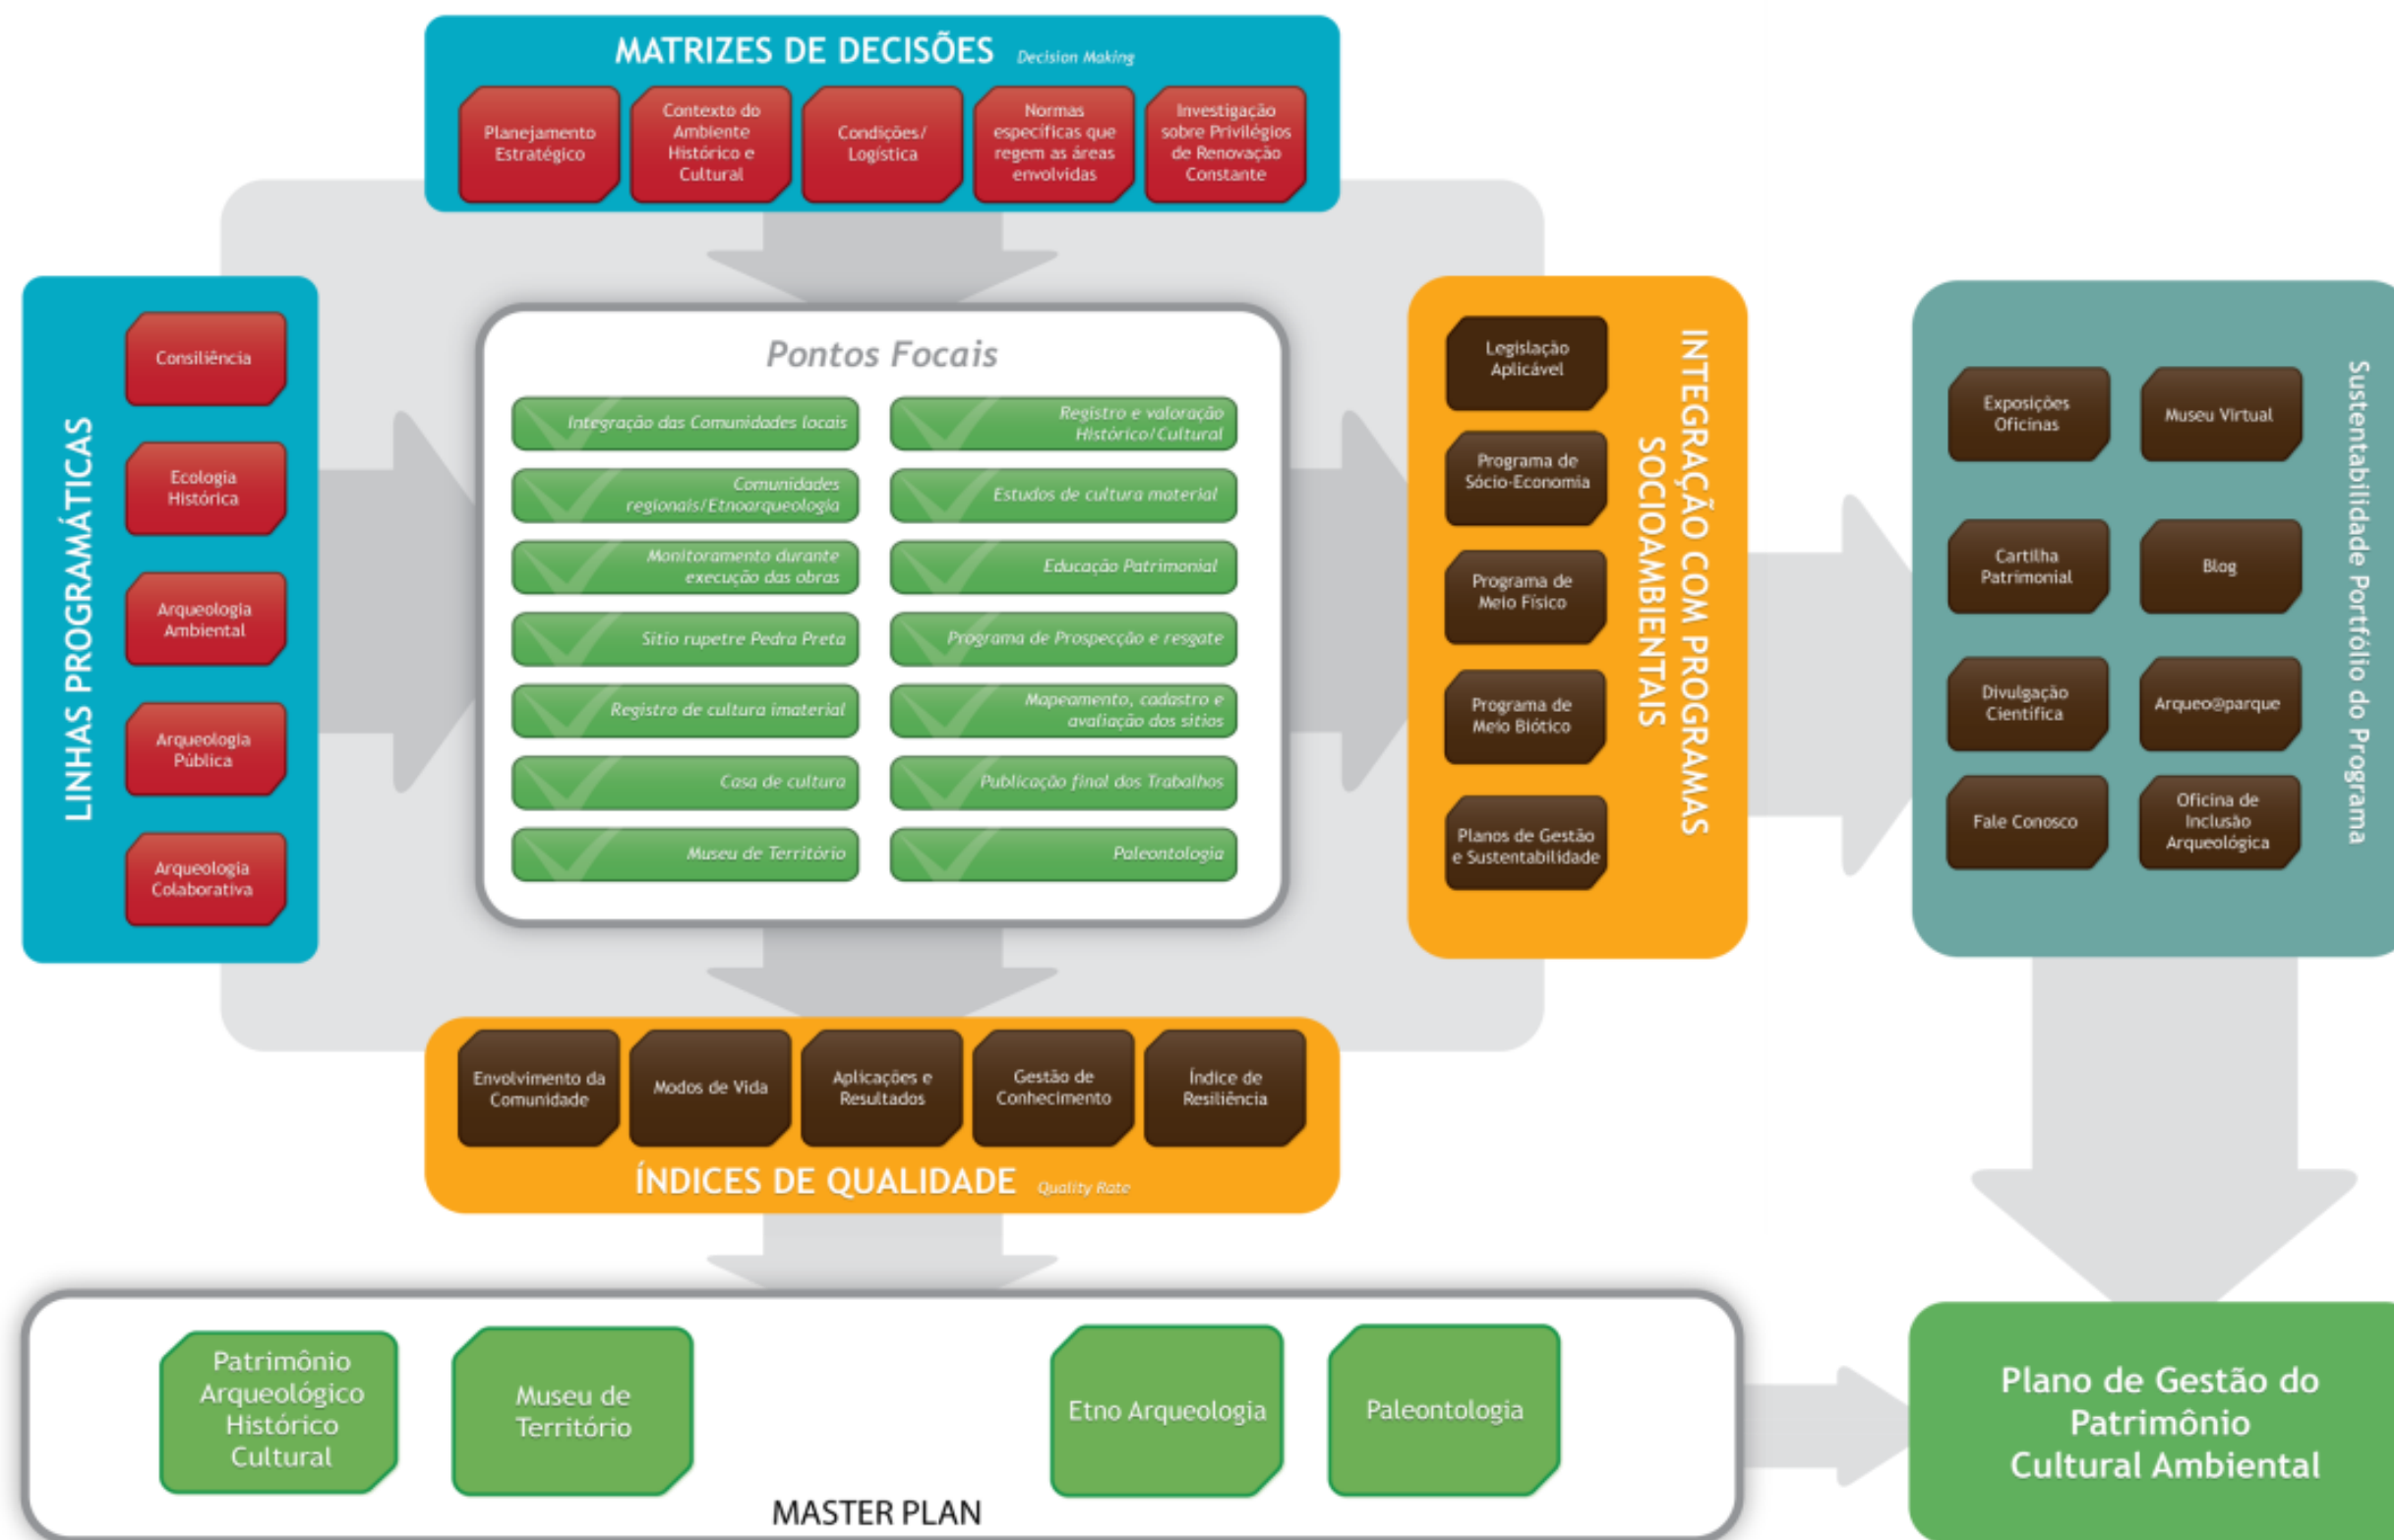 MATRIZES DE DECISÕES Decision Making
Planejamento
Estratégico
Contexto do
Ambiente
Histórico e
Cultural
Condições/
Logística
Normas
específicas que
regem as áreas
envolvidas
Investigação
sobre Privilégios
de Renovação
Constante
LINHAS PROGRAMÁTICAS
Consiliência
Ecologia
Histórica
Arqueologia
Ambiental
Arqueologia
Pública
Arqueologia
Colaborativa
Pontos Focais
Integração das Comunidades locais
Comunidades
regionais/Etnoarqueologia
Monitoramento durante
execução das obras
Sitio rupetre Pedra Preta
Registro de cultura imaterial
Casa de cultura
Museu de Território
Registro e valoração
Histórico/Cultural
Estudos de cultura material
Educação Patrimonial
Programa de Prospecção e resgate
Mapeamento, cadastro e
avaliação dos sitios
Publicação final dos Trabalhos
Paleontologia
INTEGRAÇÃO COM PROGRAMAS
SOCIOAMBIENTAIS
Legislação
Aplicável
Programa de
Sócio-Economia
Programa de
Meio Físico
Programa de
Meio Biótico
Planos de Gestão
e Sustentabilidade
Sustentabilidade Portfólio do Programa
Exposições
Oficinas
Museu Virtual
Cartilha
Patrimonial
Blog
Divulgação
Científica
Arqueo@parque
Fale Conosco
Oficina de
Inclusão
Arqueológica
Envolvimento da
Comunidade
Modos de Vida
Aplicações e
Resultados
Gestão de
Conhecimento
Índice de
Resiliência
ÍNDICES DE QUALIDADE Quality Rate
Patrimônio
Arqueológico
Histórico
Cultural
Museu de
Território
Etno Arqueologia
Paleontologia
MASTER PLAN
Plano de Gestão do
Patrimônio
Cultural Ambiental